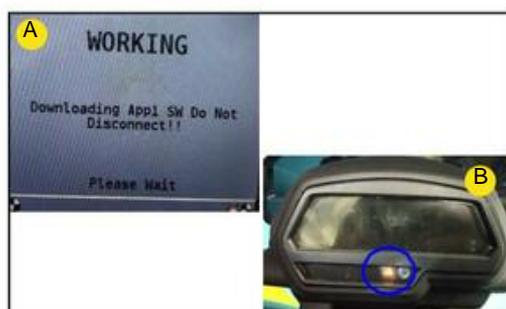 A
WORKING
Downloading Appl SW Do Not
Disconnect!!
Please Wait
B